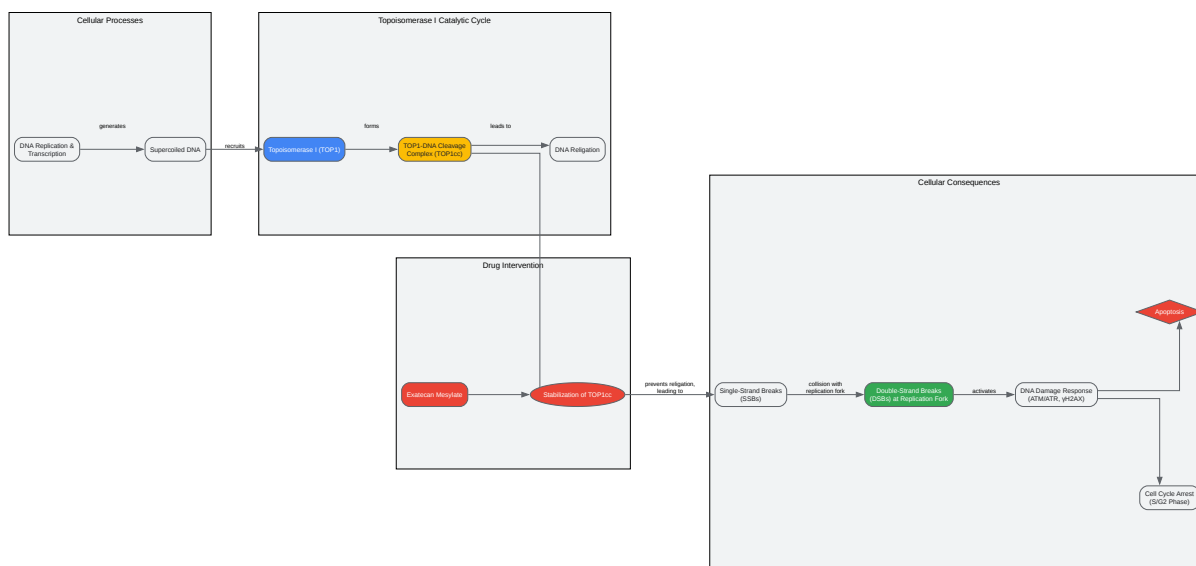 Cellular Processes
Topoisomerase I Catalytic Cycle
generates
forms
leads to
DNA Replication &
Transcription
Supercoiled DNA
recruits
Topoisomerase I (TOP1)
TOP1-DNA Cleavage
Complex (TOP1cc)
DNA Religation
Cellular Consequences
Drug Intervention
Apoptosis
Exatecan Mesylate
Stabilization of TOP1cc
prevents religation,
leading to
Single-Strand Breaks
(SSBs)
collision with
replication fork
Double-Strand Breaks
(DSBs) at Replication Fork
activates
DNA Damage Response
(ATM/ATR, γH2AX)
Cell Cycle Arrest
(S/G2 Phase)